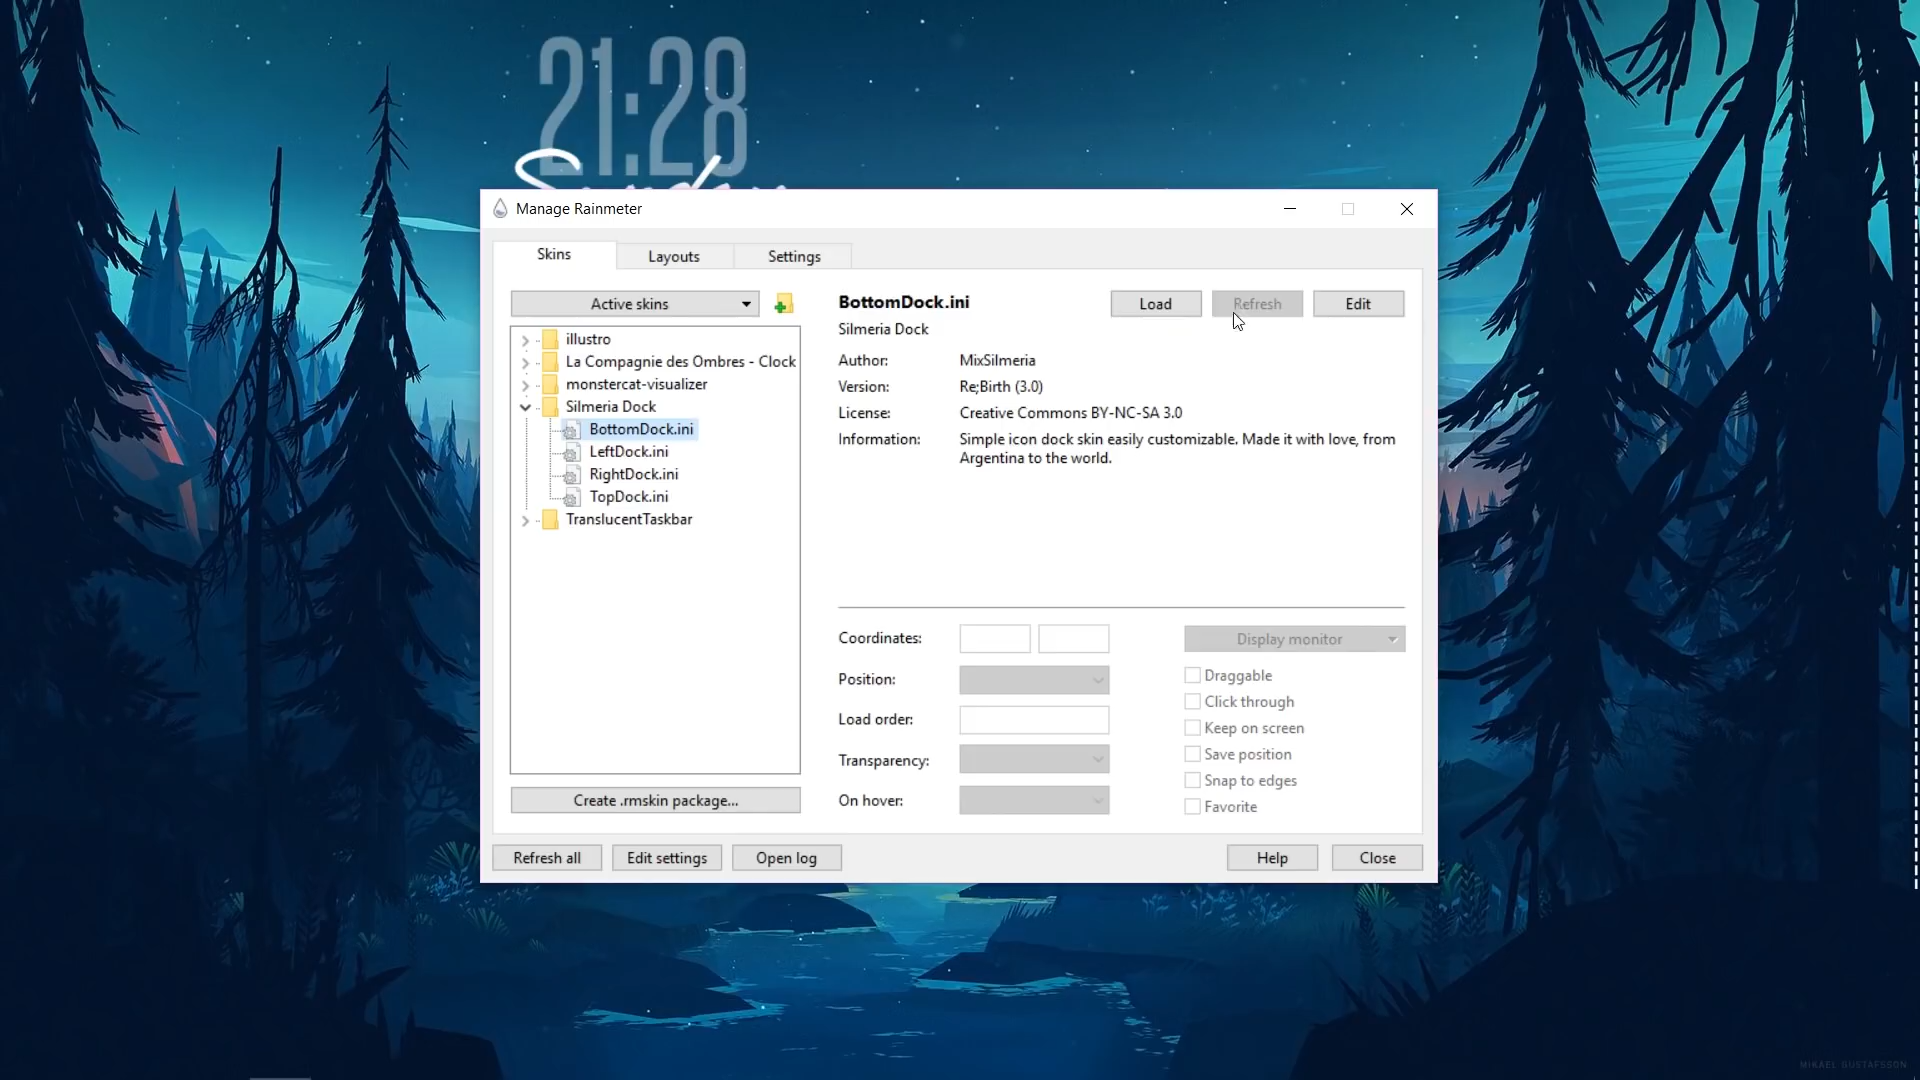 21:28
Sunday
Manage Rainmeter
Skins
Layouts
Settings
Active skins
illustro
La Compagnie des Ombres - Clock
monstercat-visualizer
Silmeria Dock
BottomDock.ini
LeftDock.ini
RightDock.ini
TopDock.ini
TranslucentTaskbar
Create .rmskin package...
BottomDock.ini
Load
Refresh
Edit
Silmeria Dock
Author: MixSilmeria
Version: Re;Birth (3.0)
License: Creative Commons BY-NC-SA 3.0
Information: Simple icon dock skin easily customizable. Made it with love, from
Argentina to the world.
Coordinates:
Position:
Load order:
Transparency:
On hover:
Display monitor
Draggable
Click through
Keep on screen
Save position
Snap to edges
Favorite
Refresh all
Edit settings
Open log
Help
Close
MIKAEL GUSTAFSSON